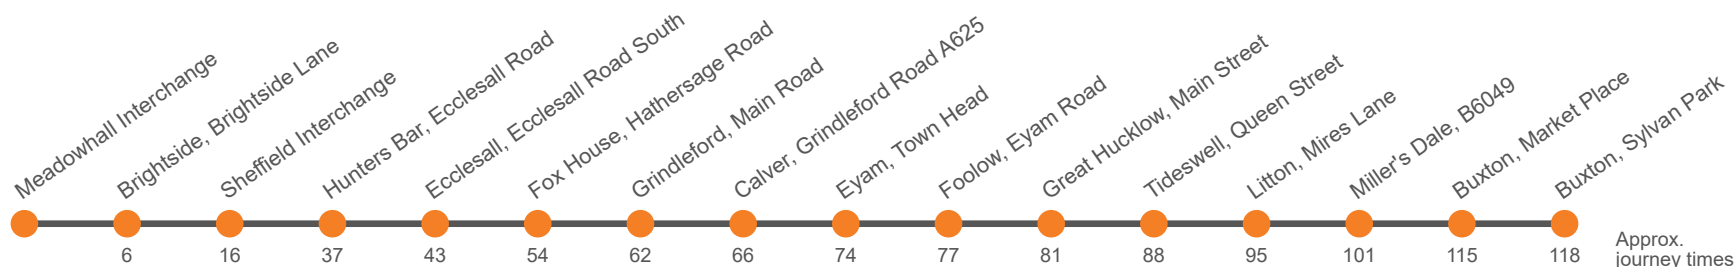 Meadowhall Interchange
Brightside, Brightside Lane
Sheffield Interchange
Hunters Bar, Ecclesall Road
Ecclesall, Ecclesall Road South
Fox House, Hathersage Road
Grindleford, Main Road
Calver, Grindleford Road A625
Eyam, Town Head
Foolow, Eyam Road
Great Hucklow, Main Street
Tideswell, Queen Street
Litton, Mires Lane
Miller's Dale, B6049
Buxton, Market Place
Buxton, Sylvan Park
6 16 37 43 54 62 66 74 77 81 88 95 101 115 118
Approx.
journey times